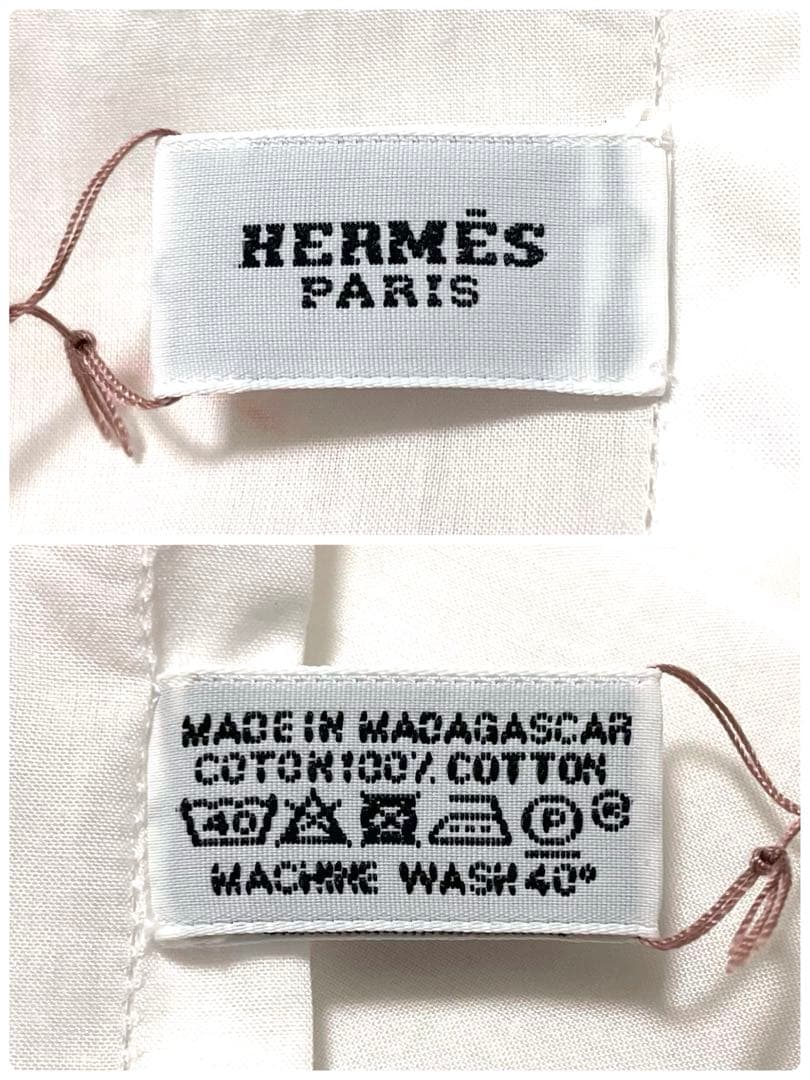 HERMÈS
PARIS
MADE IN MADAGASCAR
COTON 100% COTTON
40 P ©
MACHINE WASH 40°